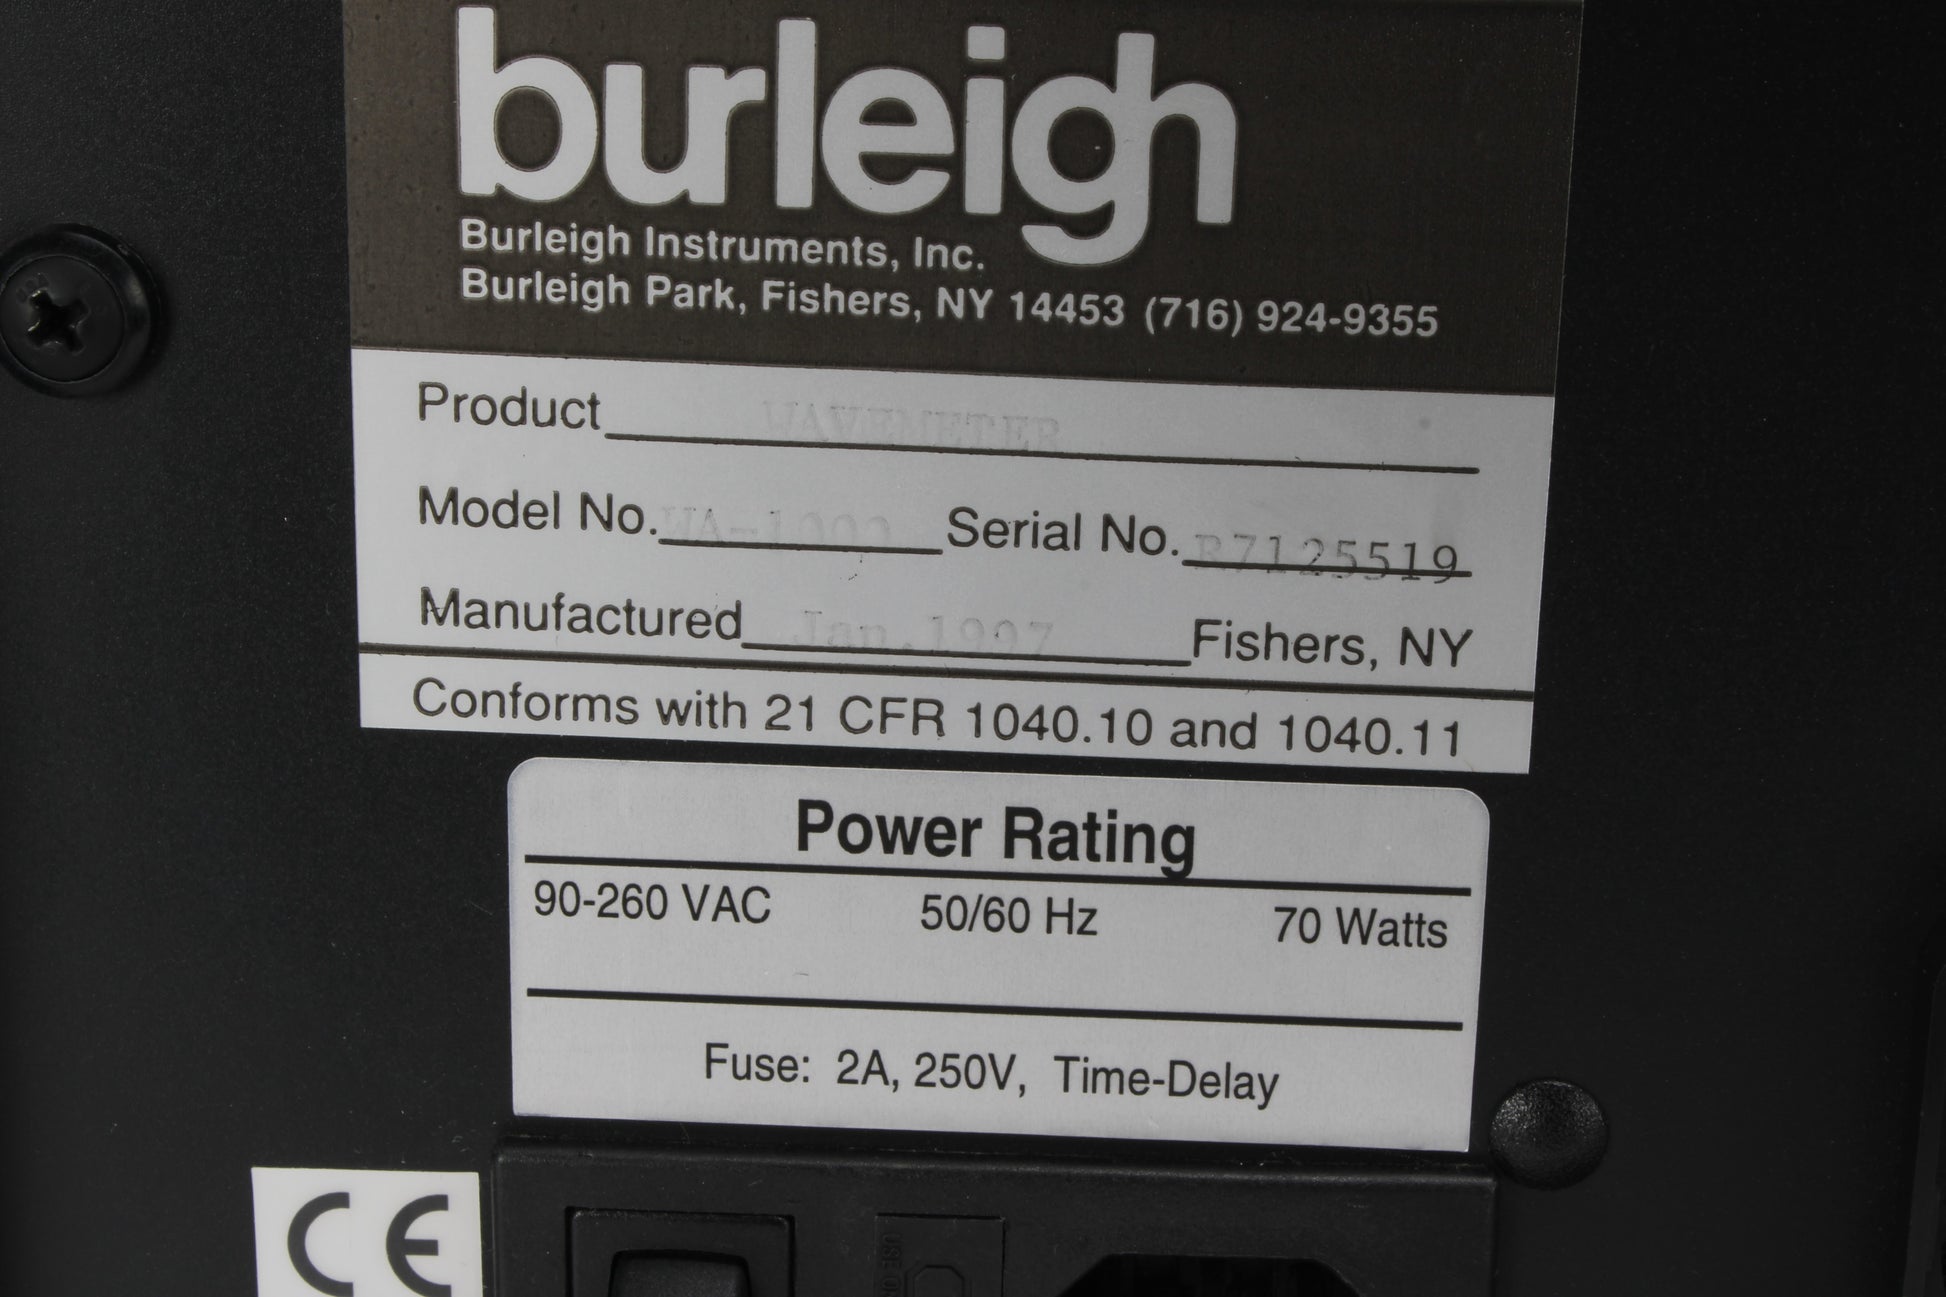 burleigh
Burleigh Instruments, Inc.
Burleigh Park, Fishers, NY 14453 (716) 924-9355
Product WAVEMETER
Model No. WA-1000 Serial No. R7125519
Manufactured Jan.1997 Fishers, NY
Conforms with 21 CFR 1040.10 and 1040.11
Power Rating
90-260 VAC 50/60 Hz 70 Watts
Fuse: 2A, 250V, Time-Delay
CE
USE